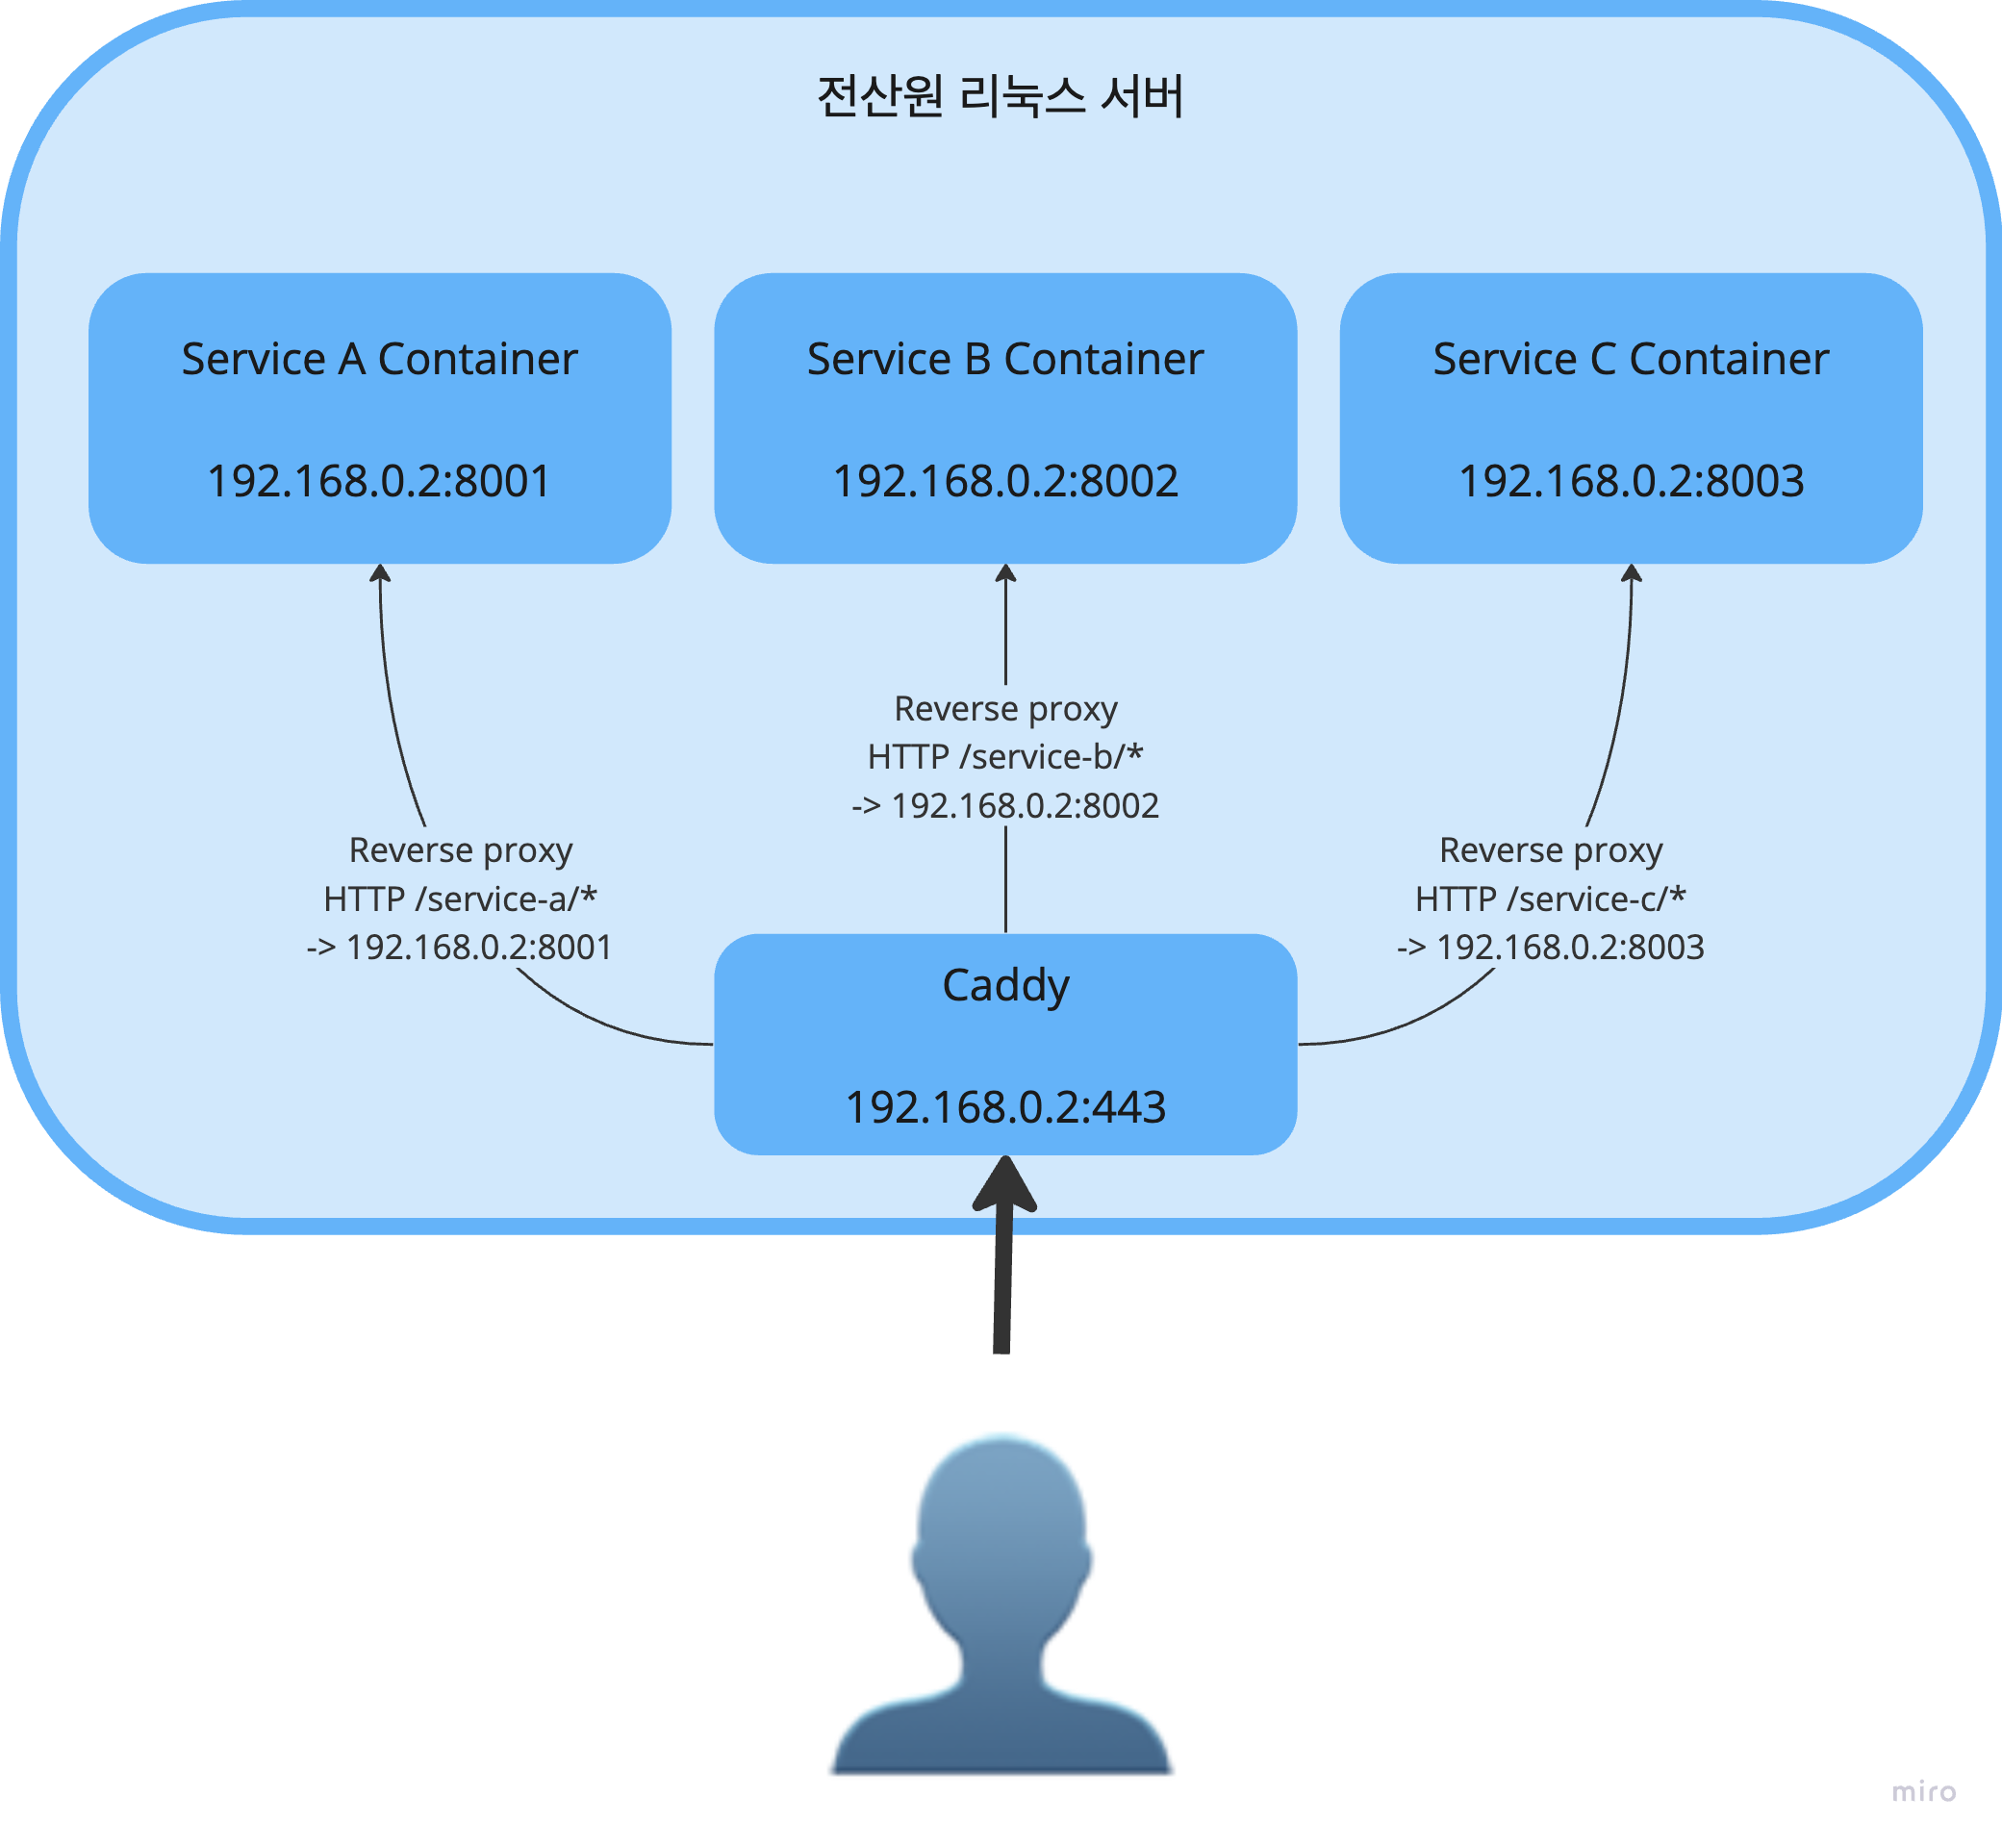 전산원 리눅스 서버
Service A Container
192.168.0.2:8001
Service B Container
192.168.0.2:8002
Service C Container
192.168.0.2:8003
Reverse proxy
HTTP /service-a/*
-> 192.168.0.2:8001
Reverse proxy
HTTP /service-b/*
-> 192.168.0.2:8002
Reverse proxy
HTTP /service-c/*
-> 192.168.0.2:8003
Caddy
192.168.0.2:443
miro